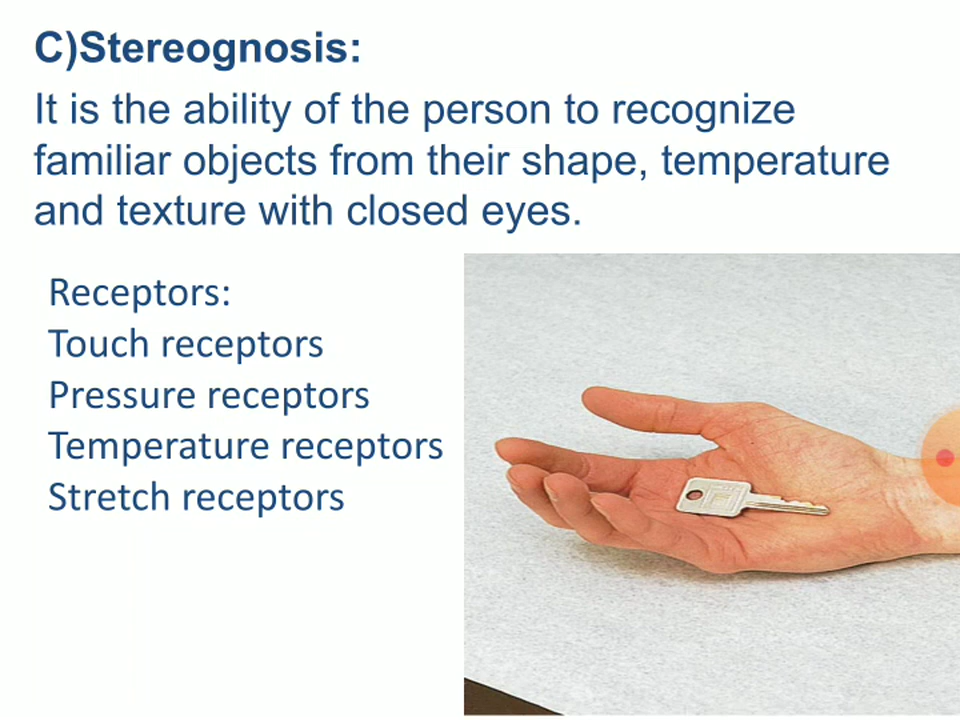 C)Stereognosis:
It is the ability of the person to recognize
familiar objects from their shape, temperature
and texture with closed eyes.
Receptors:
Touch receptors
Pressure receptors
Temperature receptors
Stretch receptors